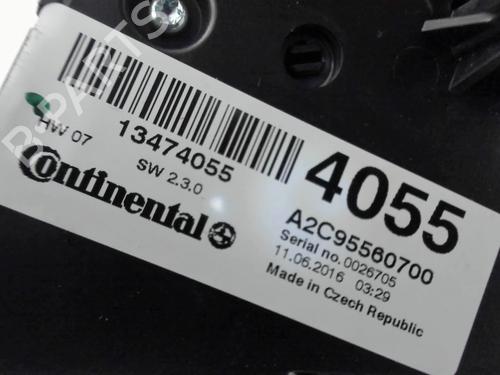 B-PARTS
HW 07
13474055
4055
SW 2.3.0
Continental
A2C95560700
Serial no. 0026705
11.06.2016 03:29
Made in Czech Republic